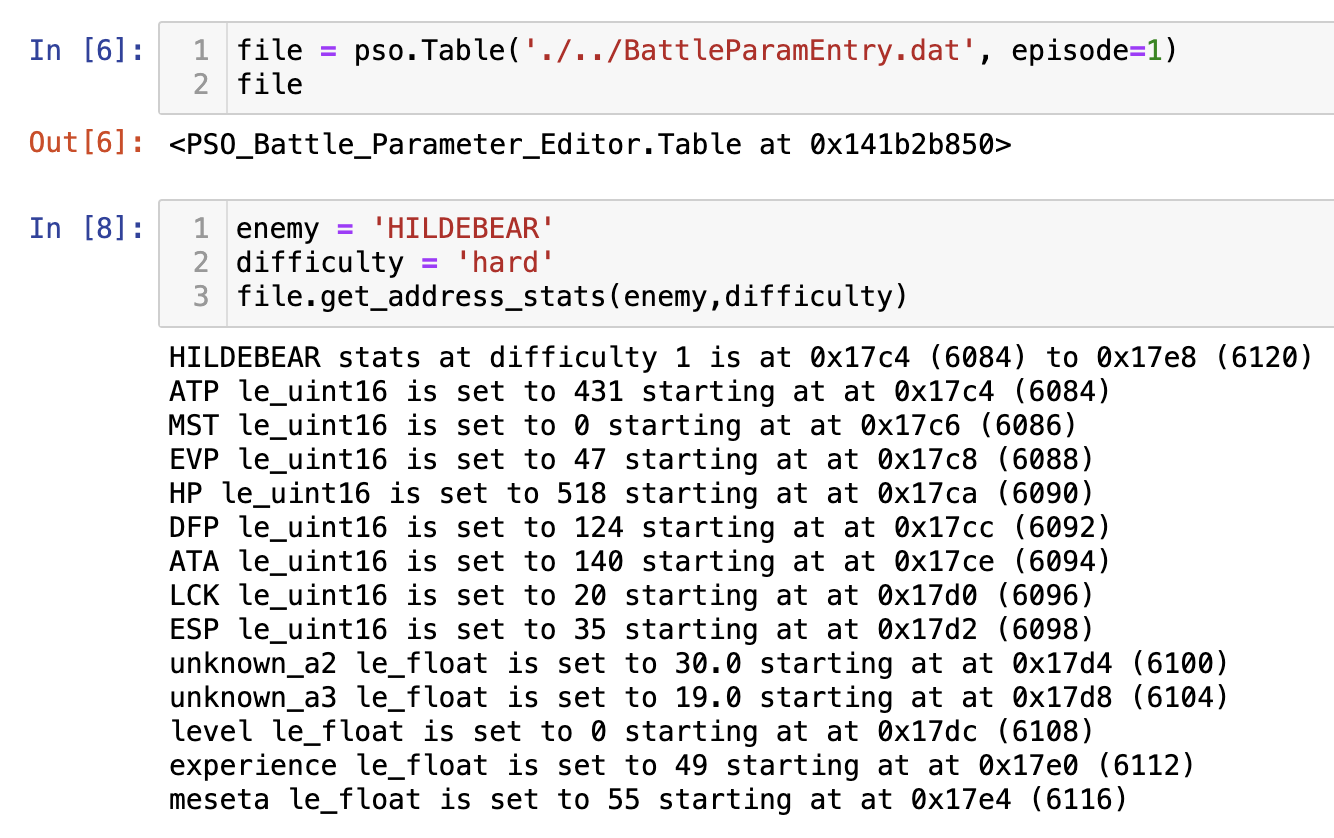 In [6]:
1 file = pso.Table('./../BattleParamEntry.dat', episode=1)
2 file
Out[6]: <PSO_Battle_Parameter_Editor.Table at 0x141b2b850>
In [8]:
1 enemy = 'HILDEBEAR'
2 difficulty = 'hard'
3 file.get_address_stats(enemy,difficulty)
HILDEBEAR stats at difficulty 1 is at 0x17c4 (6084) to 0x17e8 (6120)
ATP le_uint16 is set to 431 starting at at 0x17c4 (6084)
MST le_uint16 is set to 0 starting at at 0x17c6 (6086)
EVP le_uint16 is set to 47 starting at at 0x17c8 (6088)
HP le_uint16 is set to 518 starting at at 0x17ca (6090)
DFP le_uint16 is set to 124 starting at at 0x17cc (6092)
ATA le_uint16 is set to 140 starting at at 0x17ce (6094)
LCK le_uint16 is set to 20 starting at at 0x17d0 (6096)
ESP le_uint16 is set to 35 starting at at 0x17d2 (6098)
unknown_a2 le_float is set to 30.0 starting at at 0x17d4 (6100)
unknown_a3 le_float is set to 19.0 starting at at 0x17d8 (6104)
level le_float is set to 0 starting at at 0x17dc (6108)
experience le_float is set to 49 starting at at 0x17e0 (6112)
meseta le_float is set to 55 starting at at 0x17e4 (6116)